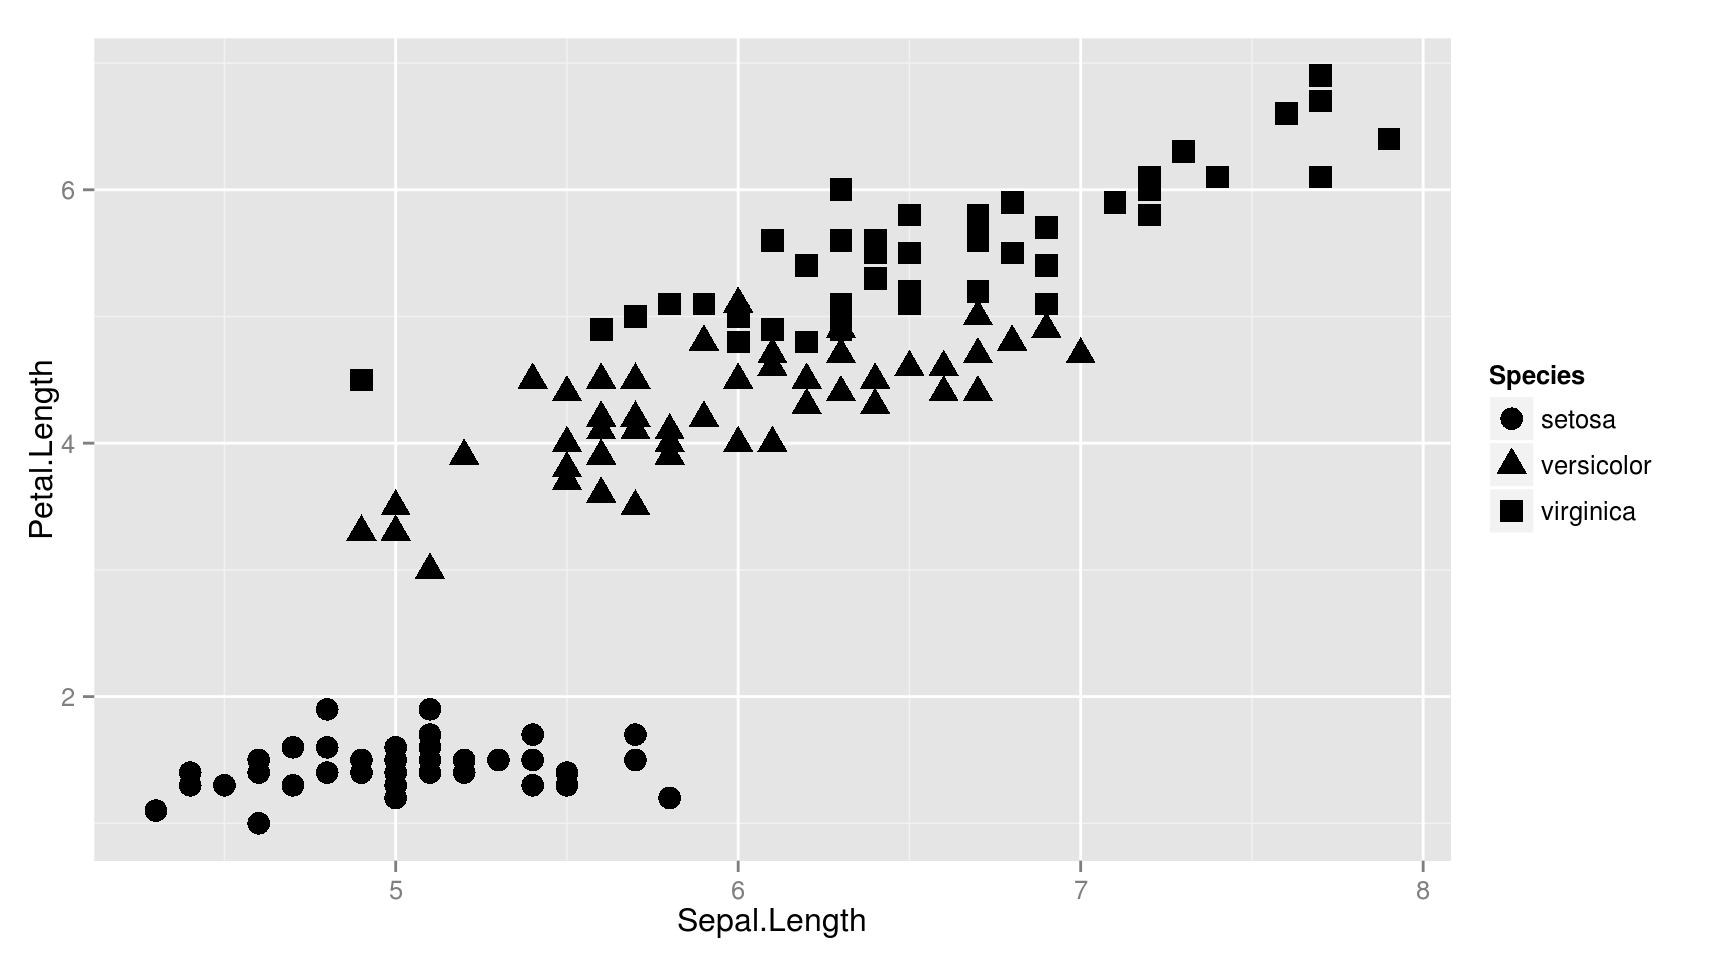 Petal.Length
6
4
2
5 6 7 8
Sepal.Length
Species
setosa
versicolor
virginica